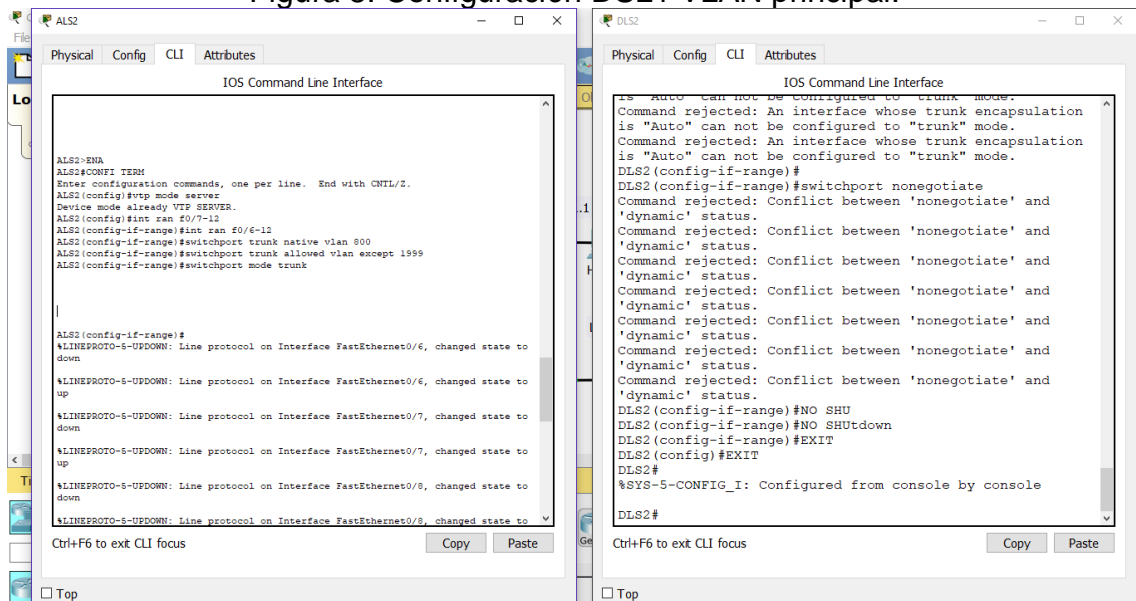 Figura 8. Configuración DLS1 VLAN principal.
ALS2
Physical Config CLI Attributes
IOS Command Line Interface
ALS2>ENA
ALS2#CONFI TERM
Enter configuration commands, one per line. End with CNTL/Z.
ALS2(config)#vtp mode server
Device mode already VTP SERVER.
ALS2(config)#int ran f0/7-12
ALS2(config-if-range)#int ran f0/6-12
ALS2(config-if-range)#switchport trunk native vlan 800
ALS2(config-if-range)#switchport trunk allowed vlan except 1999
ALS2(config-if-range)#switchport mode trunk
ALS2(config-if-range)#
%LINEPROTO-5-UPDOWN: Line protocol on Interface FastEthernet0/6, changed state to
down
%LINEPROTO-5-UPDOWN: Line protocol on Interface FastEthernet0/6, changed state to
up
%LINEPROTO-5-UPDOWN: Line protocol on Interface FastEthernet0/7, changed state to
down
%LINEPROTO-5-UPDOWN: Line protocol on Interface FastEthernet0/7, changed state to
up
%LINEPROTO-5-UPDOWN: Line protocol on Interface FastEthernet0/8, changed state to
down
%LINEPROTO-5-UPDOWN: Line protocol on Interface FastEthernet0/8, changed state to
Ctrl+F6 to exit CLI focus
Copy Paste
Top
DLS2
Physical Config CLI Attributes
IOS Command Line Interface
is "Auto" can not be configured to "trunk" mode.
Command rejected: An interface whose trunk encapsulation
is "Auto" can not be configured to "trunk" mode.
Command rejected: An interface whose trunk encapsulation
is "Auto" can not be configured to "trunk" mode.
DLS2(config-if-range)#
DLS2(config-if-range)#switchport nonegotiate
Command rejected: Conflict between 'nonegotiate' and
'dynamic' status.
Command rejected: Conflict between 'nonegotiate' and
'dynamic' status.
Command rejected: Conflict between 'nonegotiate' and
'dynamic' status.
Command rejected: Conflict between 'nonegotiate' and
'dynamic' status.
Command rejected: Conflict between 'nonegotiate' and
'dynamic' status.
Command rejected: Conflict between 'nonegotiate' and
'dynamic' status.
Command rejected: Conflict between 'nonegotiate' and
'dynamic' status.
DLS2(config-if-range)#NO SHU
DLS2(config-if-range)#NO SHUtdown
DLS2(config-if-range)#EXIT
DLS2(config)#EXIT
DLS2#
%SYS-5-CONFIG_I: Configured from console by console
DLS2#
Ctrl+F6 to exit CLI focus
Copy Paste
Top